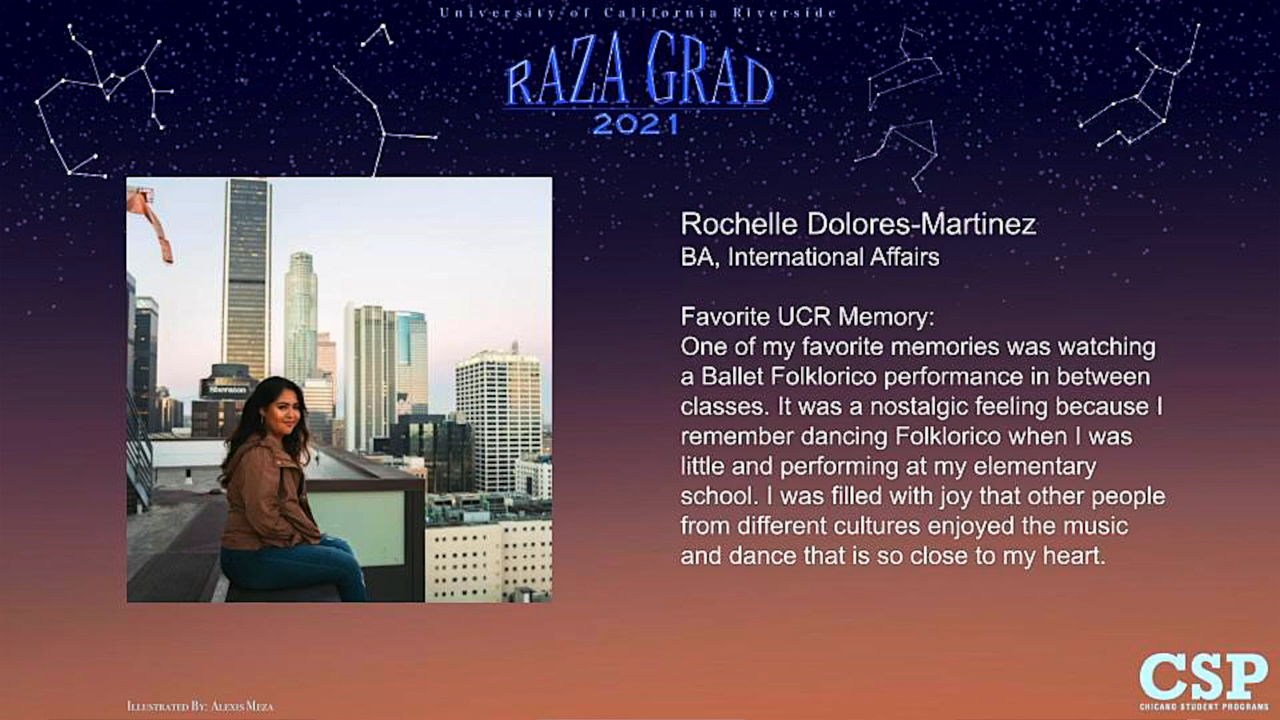 University of California Riverside
RAZA GRAD
2021
Sheraton
Rochelle Dolores-Martinez
BA, International Affairs
Favorite UCR Memory:
One of my favorite memories was watching
a Ballet Folklorico performance in between
classes. It was a nostalgic feeling because I
remember dancing Folklorico when I was
little and performing at my elementary
school. I was filled with joy that other people
from different cultures enjoyed the music
and dance that is so close to my heart.
CSP
CHICANO STUDENT PROGRAMS
ILLUSTRATED BY: ALEXIS MEZA